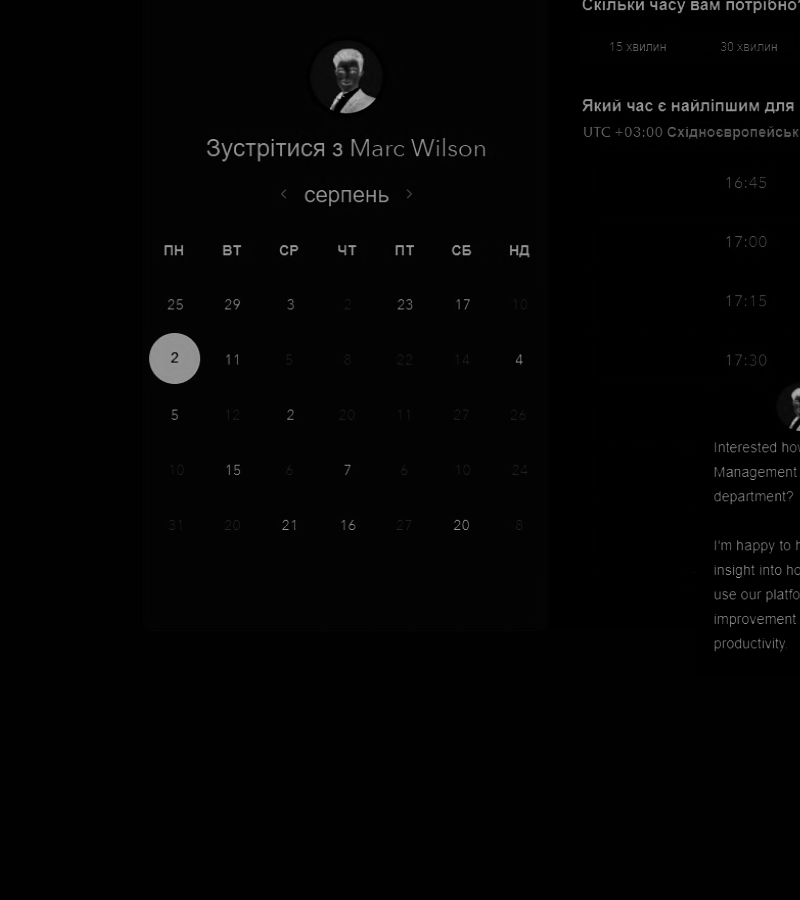 Скільки часу вам потрібно?
15 хвилин 30 хвилин
Зустрітися з Marc Wilson
серпень
ПН ВТ СР ЧТ ПТ СБ НД
25 29 3 2 23 17 10
2 11 5 8 22 14 4
5 12 2 20 11 27 26
10 15 6 7 6 10 24
31 20 21 16 27 20 8
Який час є найліпшим для
UTC +03:00 Східноєвропейськ
16:45
17:00
17:15
17:30
Interested how
Management
department?
I'm happy to h
insight into ho
use our platfo
improvement
productivity.